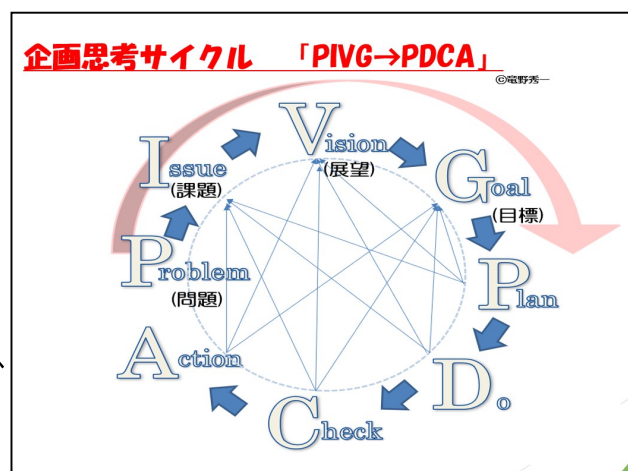 企画思考サイクル 「PIVG→PDCA」
©竜野秀一
Vision
(展望)
Issue
(課題)
Goal
(目標)
Problem
(問題)
Plan
Action
Do
Check